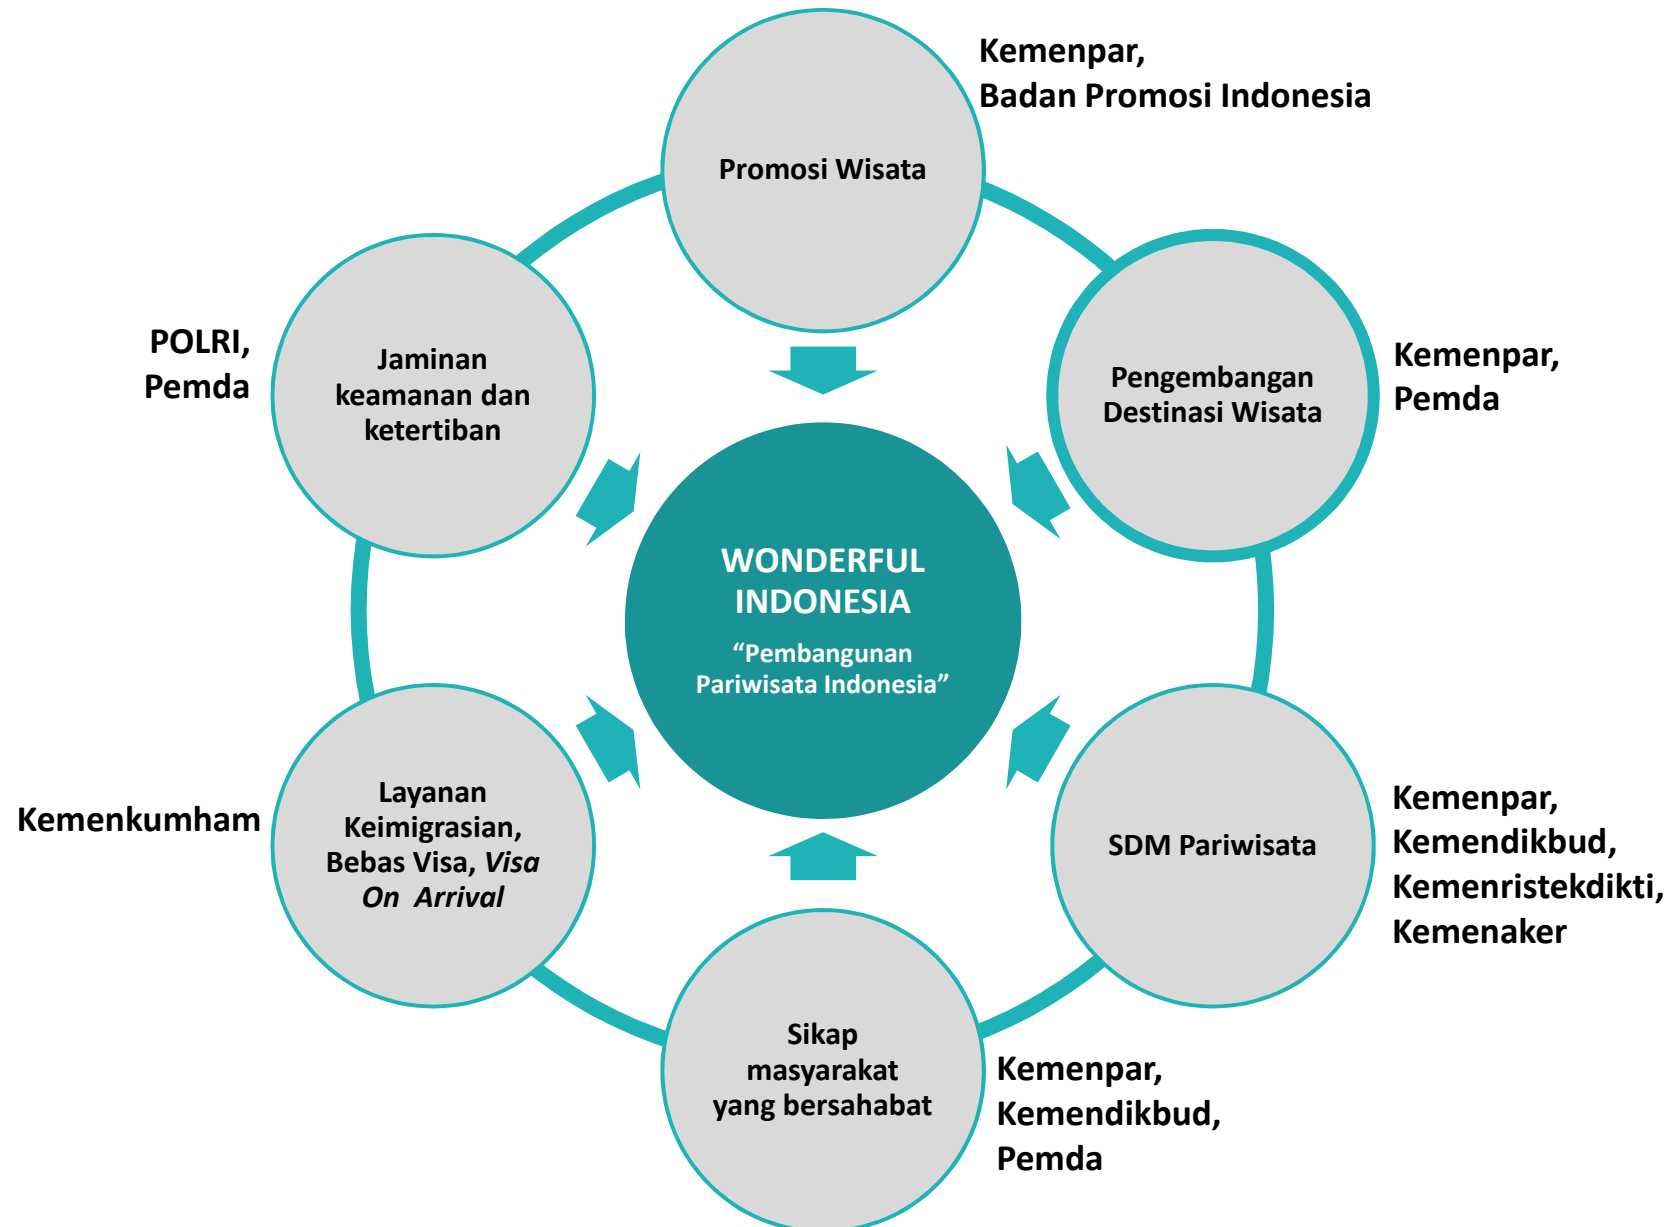 Kemenpar,
Badan Promosi Indonesia
Promosi Wisata
POLRI,
Pemda
Jaminan
keamanan dan
ketertiban
Pengembangan
Destinasi Wisata
Kemenpar,
Pemda
WONDERFUL
INDONESIA
“Pembangunan
Pariwisata Indonesia”
Kemenkumham
Layanan
Keimigrasian,
Bebas Visa, Visa
On Arrival
SDM Pariwisata
Kemenpar,
Kemendikbud,
Kemenristekdikti,
Kemenaker
Sikap
masyarakat
yang bersahabat
Kemenpar,
Kemendikbud,
Pemda